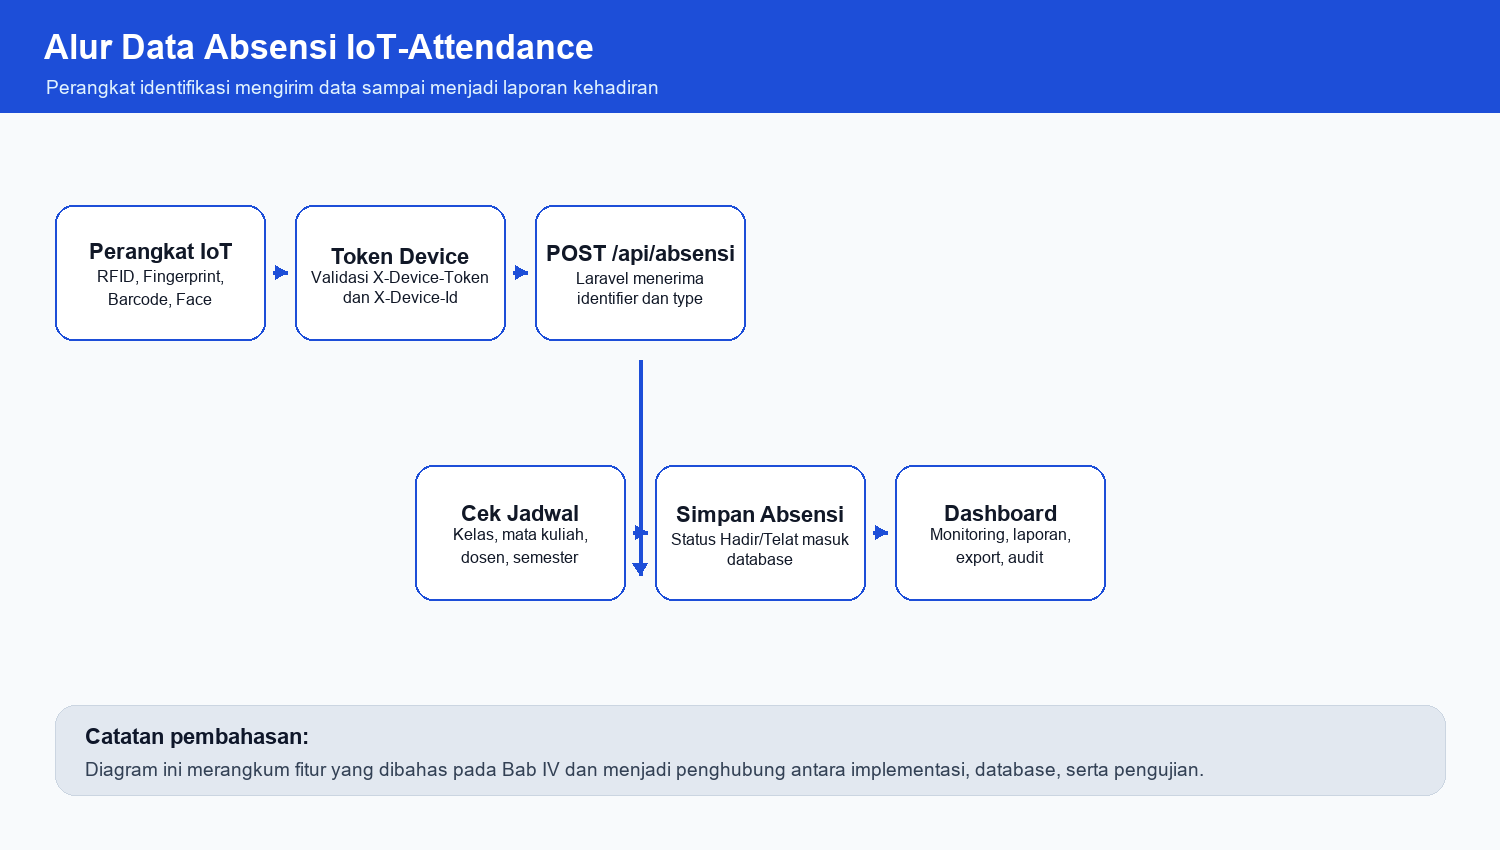 Alur Data Absensi IoT-Attendance
Perangkat identifikasi mengirim data sampai menjadi laporan kehadiran
Perangkat IoT
RFID, Fingerprint,
Barcode, Face
Token Device
Validasi X-Device-Token
dan X-Device-Id
POST /api/absensi
Laravel menerima
identifier dan type
Cek Jadwal
Kelas, mata kuliah,
dosen, semester
Simpan Absensi
Status Hadir/Telat masuk
database
Dashboard
Monitoring, laporan,
export, audit
Catatan pembahasan:
Diagram ini merangkum fitur yang dibahas pada Bab IV dan menjadi penghubung antara implementasi, database, serta pengujian.